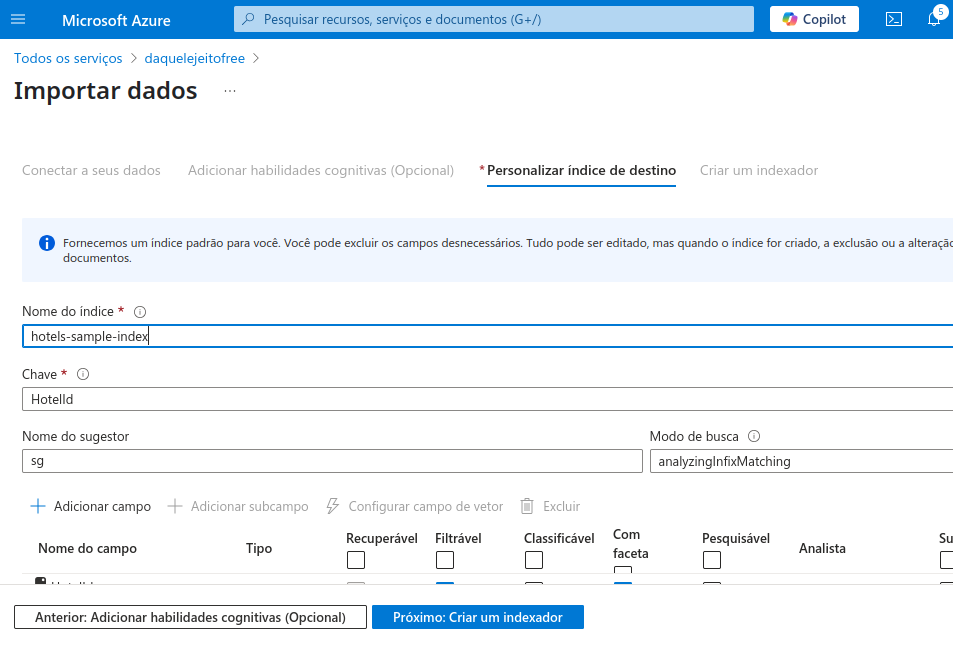 Microsoft Azure
Pesquisar recursos, serviços e documentos (G+/)
Copilot
5
Todos os serviços > daquelejeitofree >
Importar dados ...
Conectar a seus dados
Adicionar habilidades cognitivas (Opcional)
* Personalizar índice de destino
Criar um indexador
Fornecemos um índice padrão para você. Você pode excluir os campos desnecessários. Tudo pode ser editado, mas quando o índice for criado, a exclusão ou a alteração
documentos.
Nome do índice *
hotels-sample-index
Chave *
HotelId
Nome do sugestor
Modo de busca
sg
analyzingInfixMatching
Adicionar campo
Adicionar subcampo
Configurar campo de vetor
Excluir
Nome do campo
Tipo
Recuperável
Filtrável
Classificável
Com
faceta
Pesquisável
Analista
Su
Anterior: Adicionar habilidades cognitivas (Opcional)
Próximo: Criar um indexador